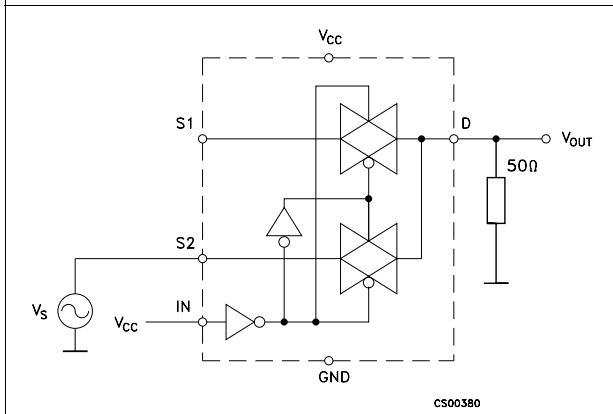 VCC
S1
D
VOUT
50Ω
S2
IN
VS
VCC
GND
CS00380